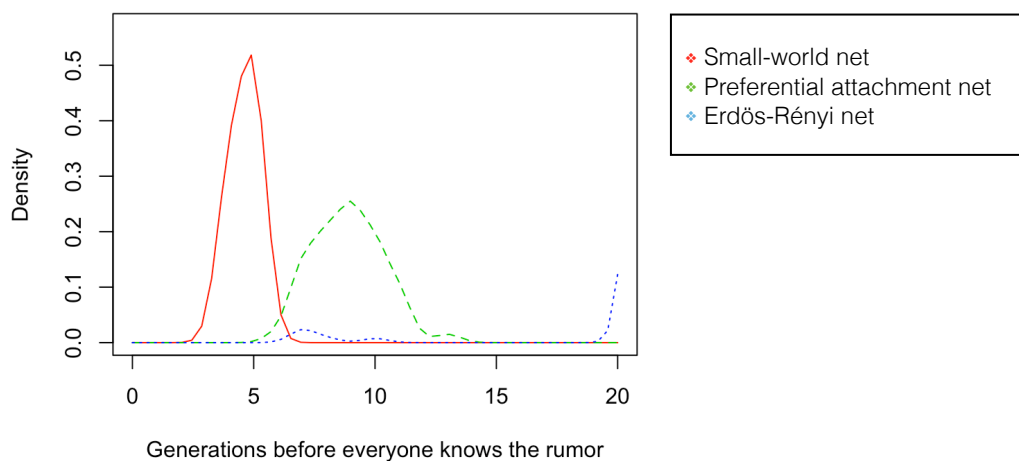 Density
0.5
0.4
0.3
0.2
0.1
0.0
0 5 10 15 20
Generations before everyone knows the rumor
Small-world net
Preferential attachment net
Erdös-Rényi net